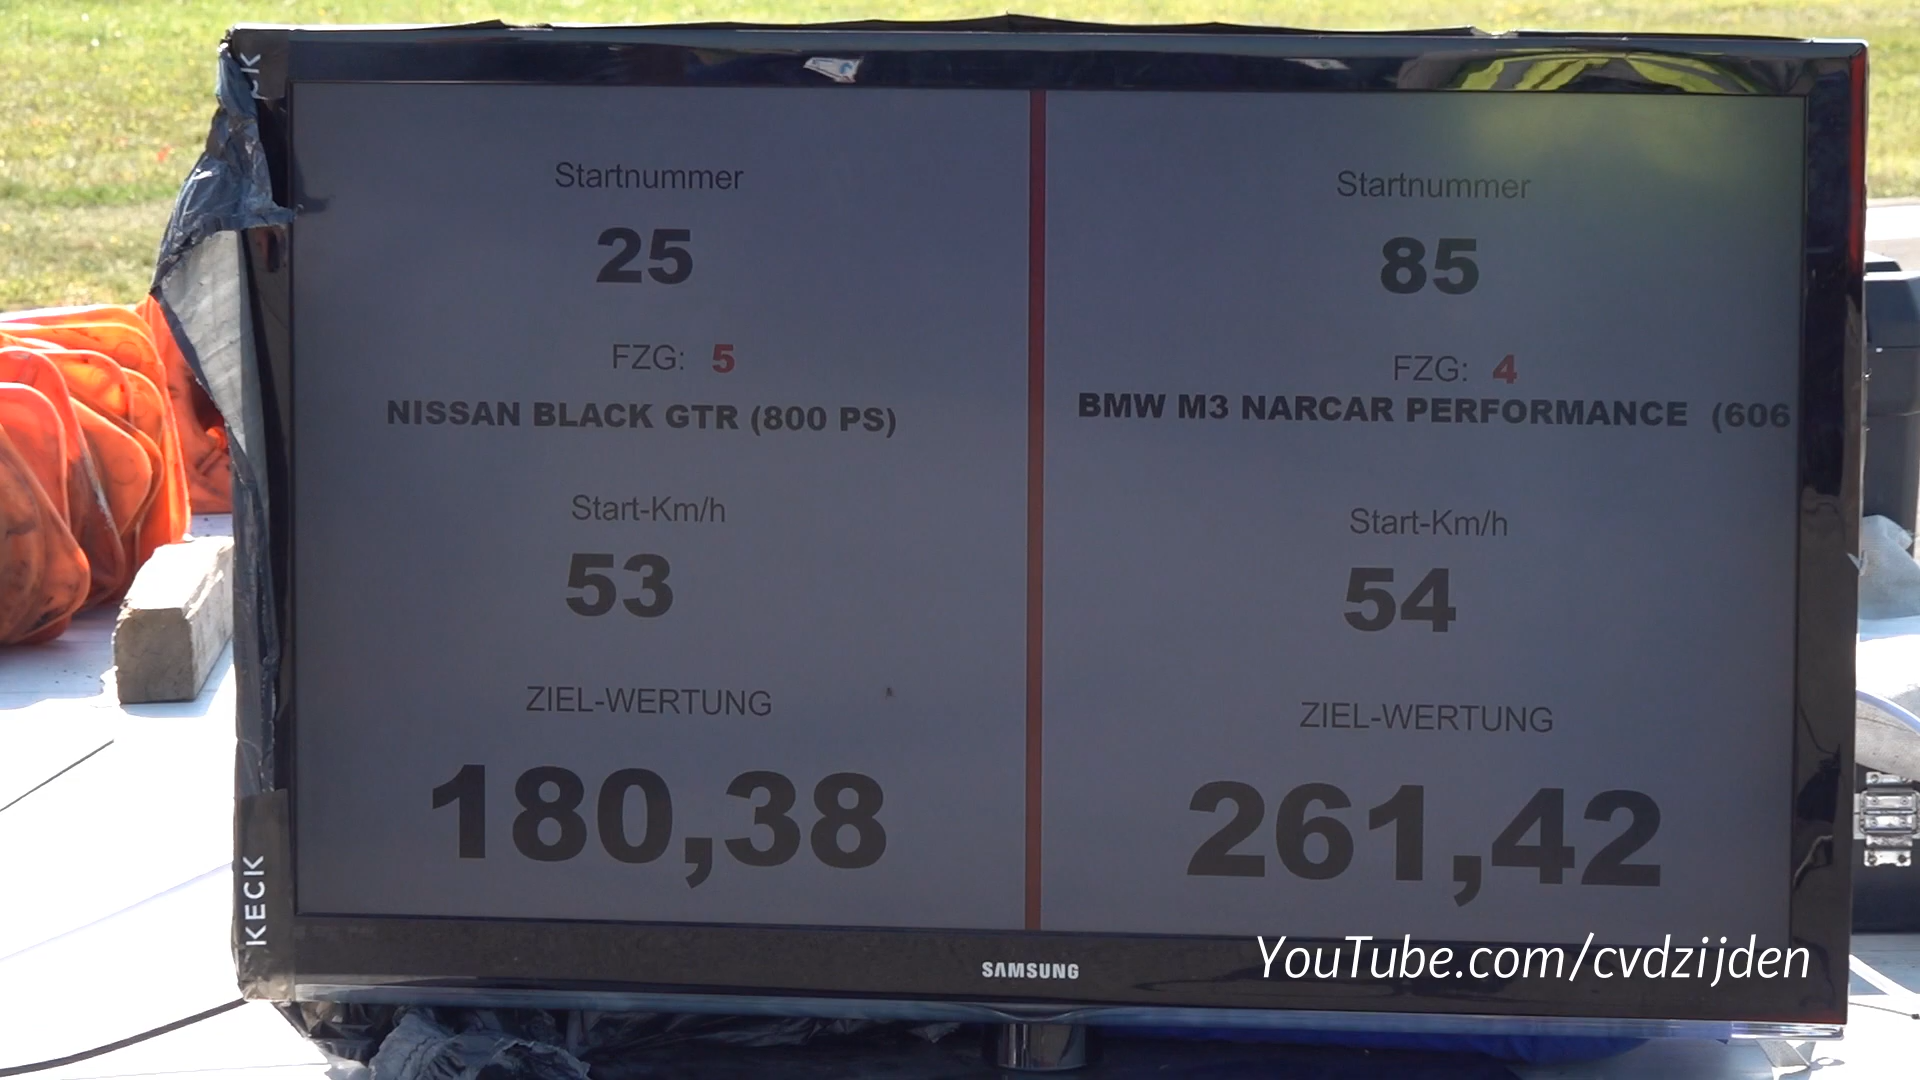 Startnummer
25
FZG: 5
NISSAN BLACK GTR (800 PS)
Start-Km/h
53
ZIEL-WERTUNG
180,38
Startnummer
85
FZG: 4
BMW M3 NARCAR PERFORMANCE (606
Start-Km/h
54
ZIEL-WERTUNG
261,42
SAMSUNG
KECK
CK
YouTube.com/cvdzijden